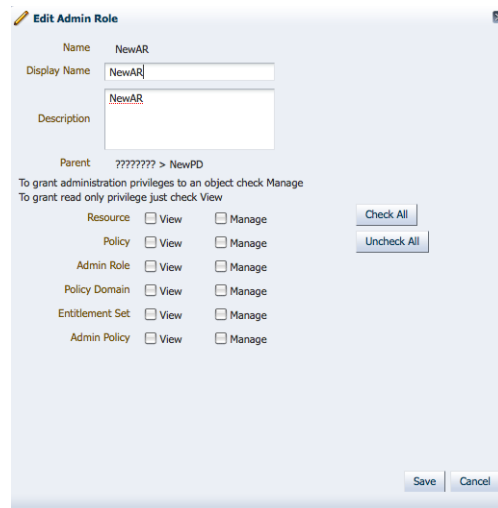 Edit Admin Role
Name NewAR
Display Name NewAR
Description NewAR
Parent ???????? > NewPD
To grant administration privileges to an object check Manage
To grant read only privilege just check View
Resource View Manage Check All
Policy View Manage Uncheck All
Admin Role View Manage
Policy Domain View Manage
Entitlement Set View Manage
Admin Policy View Manage
Save Cancel